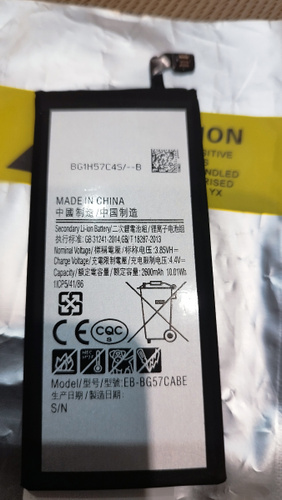 ION
SITIVE
S
NDLED
RISED
YX
BG1H57C4S/--B
MADE IN CHINA
中國製造/中国制造
Secondary Li-ion Battery/二次鋰電池組/锂离子电池组
执行标准: GB 31241-2014,GB/T 18287-2013
Nominal Voltage/標稱電壓/标称电压: 3.85V⎓
Charge Voltage/充電限制電壓/充电限制电压: 4.4V⎓
Capacity/額定容量/额定容量: 2600mAh 10.01Wh
1ICP5/41/86
CE CQC
S
Model/型号/型號: EB-BG57CABE
生产日期/製造日期:
S/N